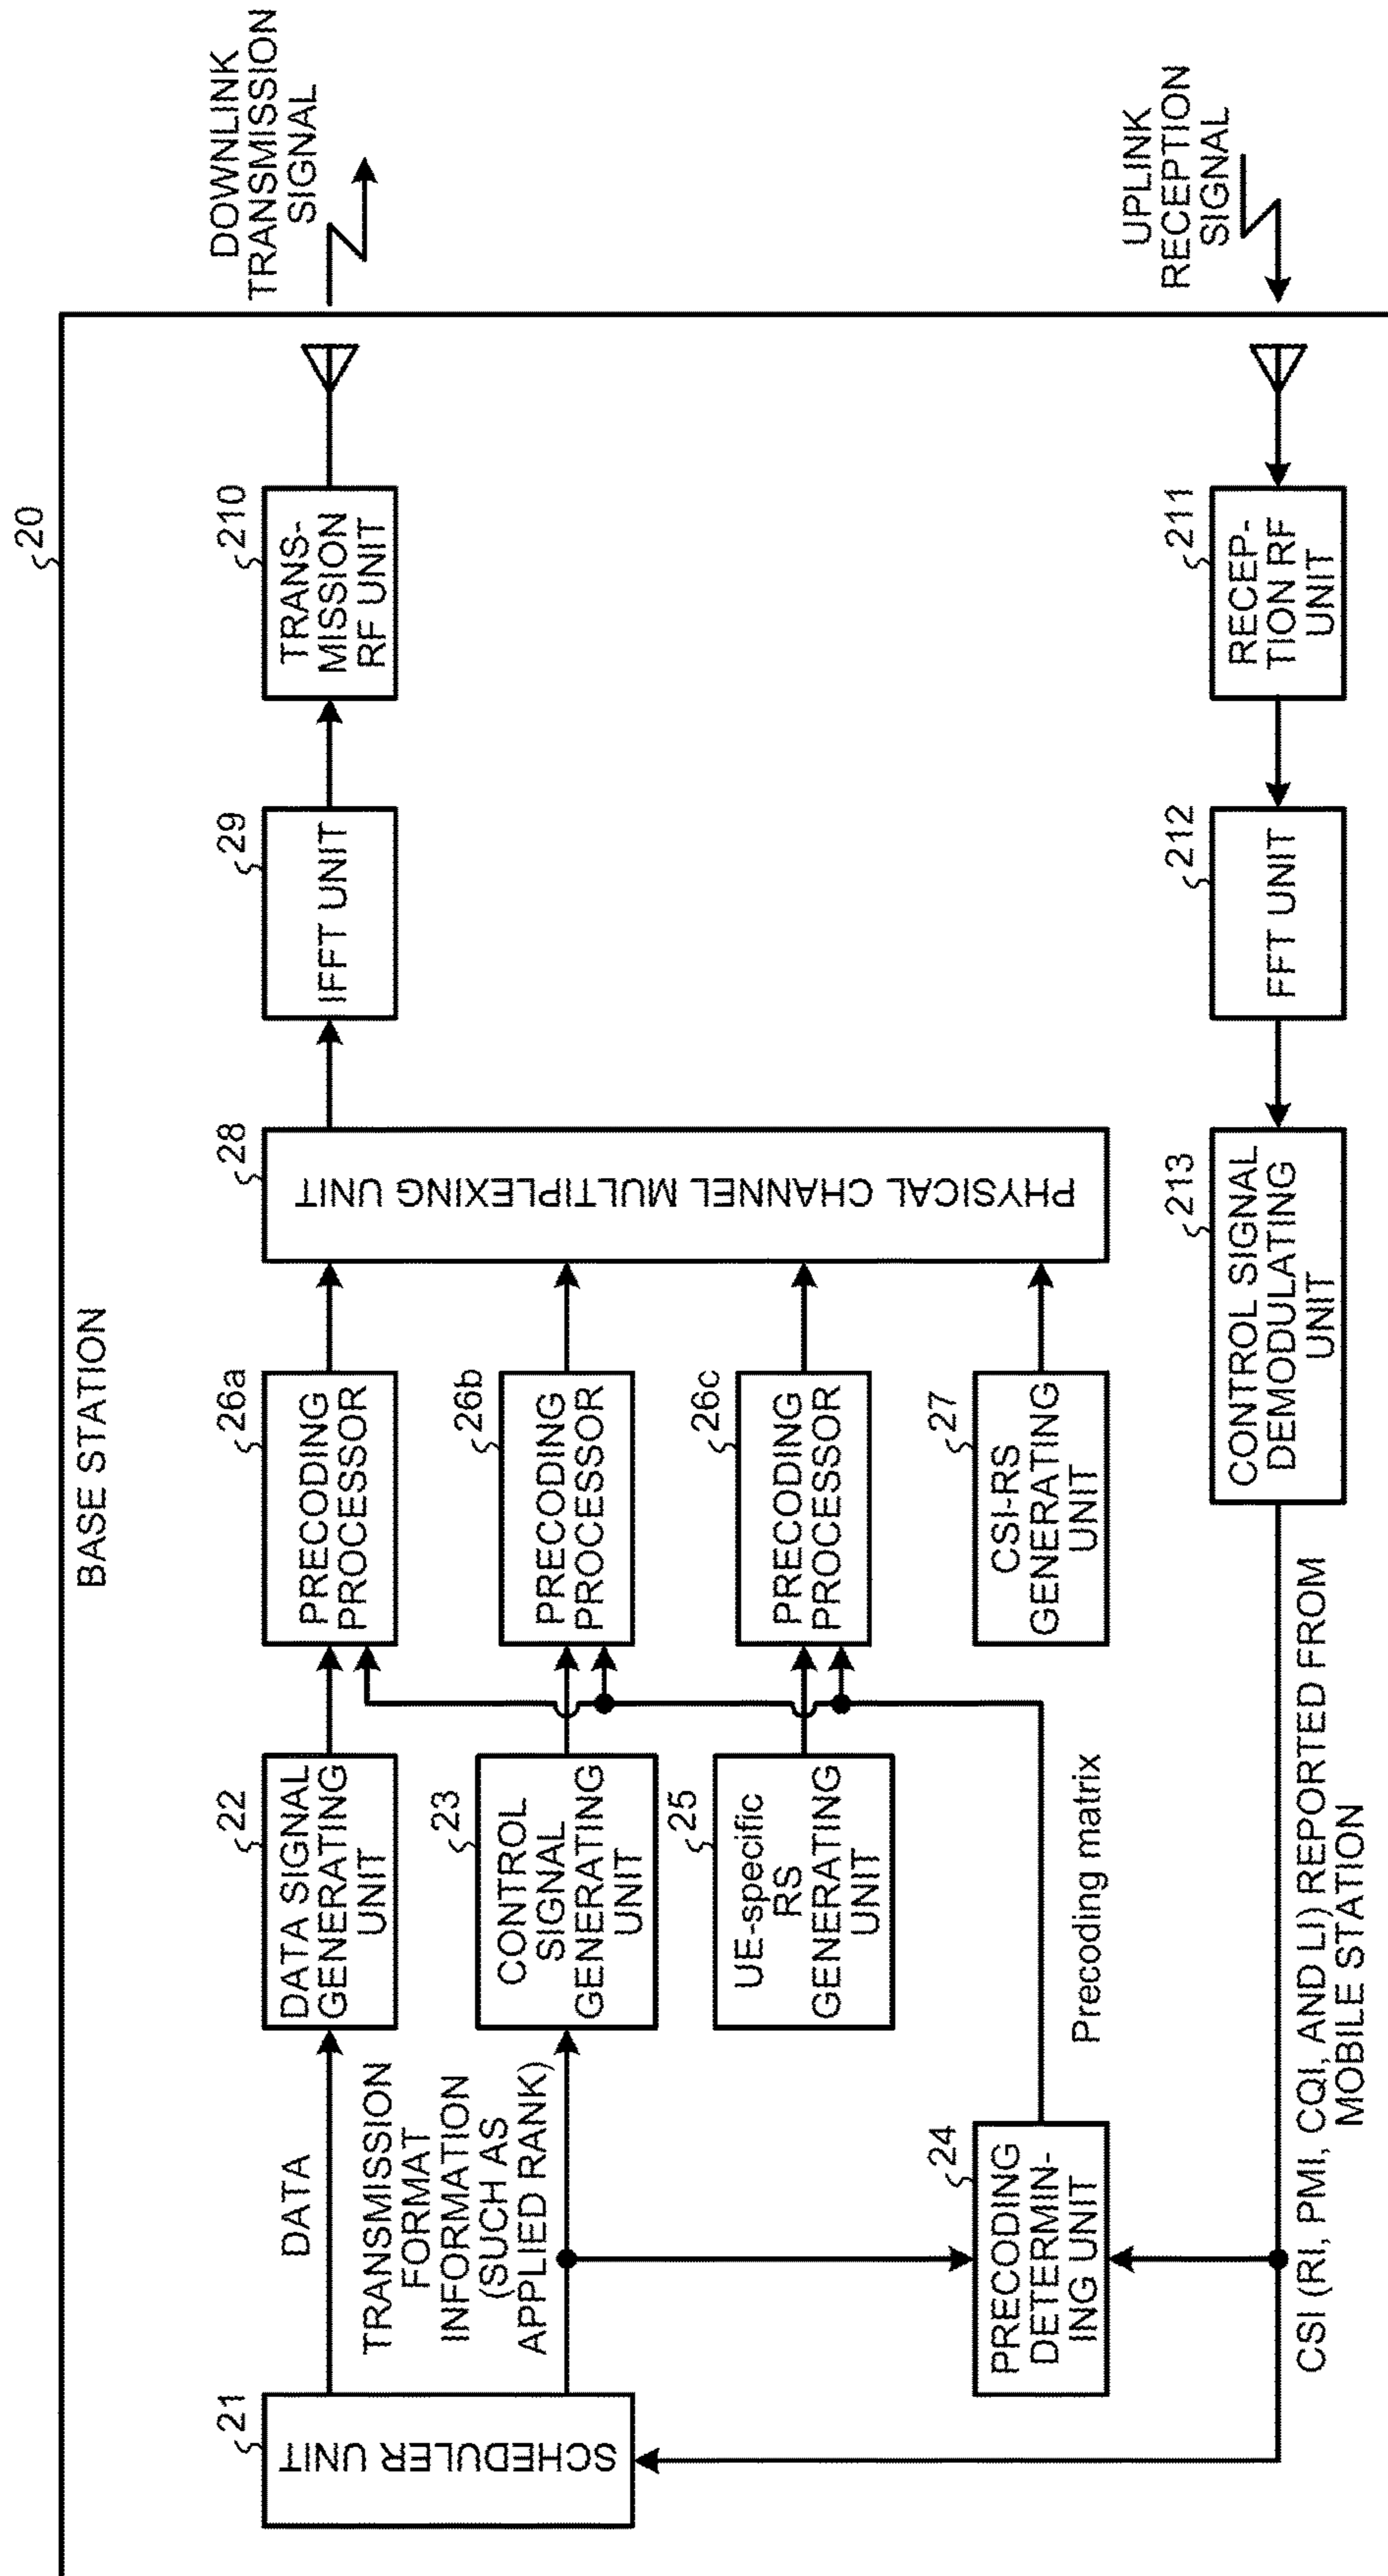 20
BASE STATION
21
SCHEDULER UNIT
DATA
TRANSMISSION
FORMAT
INFORMATION
(SUCH AS
APPLIED RANK)
22
DATA SIGNAL
GENERATING
UNIT
23
CONTROL
SIGNAL
GENERATING
UNIT
25
UE-specific
RS
GENERATING
UNIT
24
PRECODING
DETERMIN-
ING UNIT
Precoding matrix
26a
PRECODING
PROCESSOR
26b
PRECODING
PROCESSOR
26c
PRECODING
PROCESSOR
27
CSI-RS
GENERATING
UNIT
28
PHYSICAL CHANNEL MULTIPLEXING UNIT
29
IFFT UNIT
210
TRANS-
MISSION
RF UNIT
DOWNLINK
TRANSMISSION
SIGNAL
UPLINK
RECEPTION
SIGNAL
211
RECEP-
TION RF
UNIT
212
FFT UNIT
213
CONTROL SIGNAL
DEMODULATING
UNIT
CSI (RI, PMI, CQI, AND LI) REPORTED FROM
MOBILE STATION